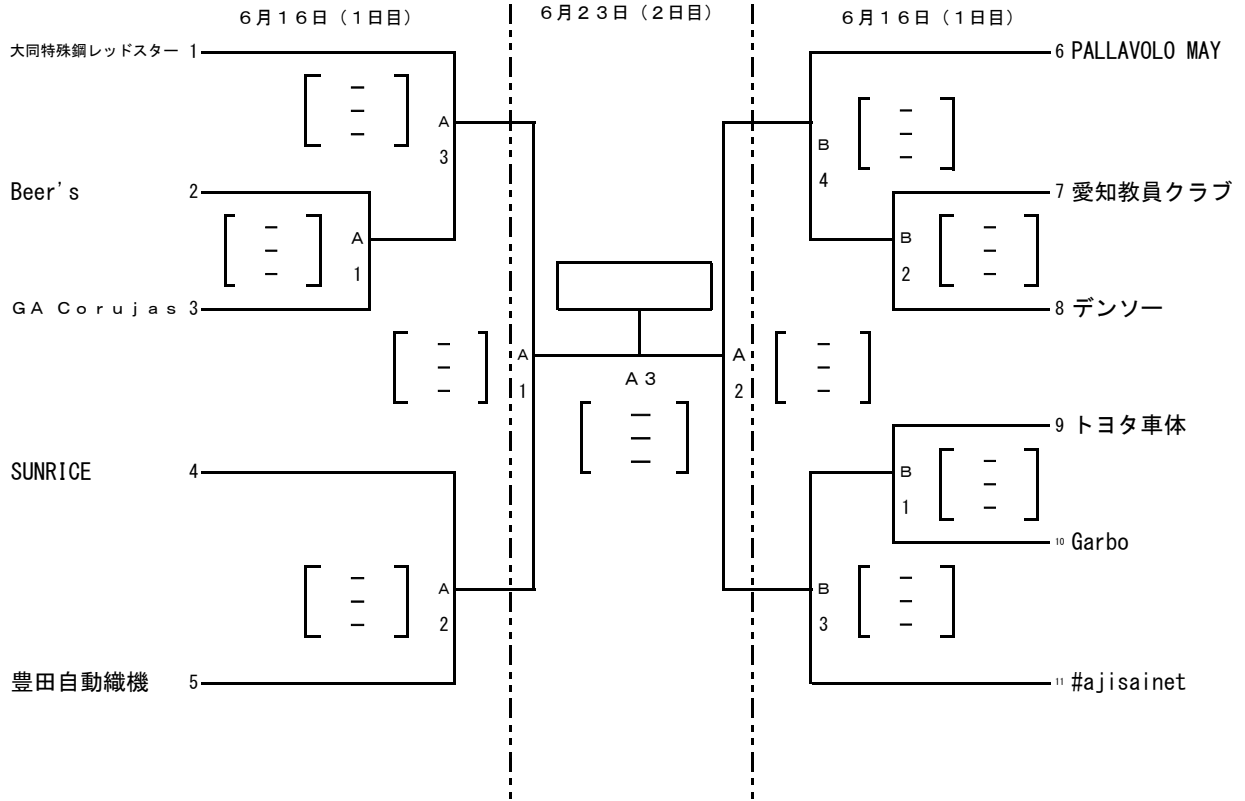 ６月１６日（１日目）
６月２３日（２日目）
６月１６日（１日目）
大同特殊鋼レッドスター 1
Beer's 2
ＧＡ Ｃｏｒｕｊａｓ 3
SUNRICE 4
豊田自動織機 5
6 PALLAVOLO MAY
7 愛知教員クラブ
8 デンソー
9 トヨタ車体
10 Garbo
11 #ajisainet
－
－
－
Ａ
3
－
－
－
Ａ
1
－
－
－
Ａ
1
－
－
－
Ａ
2
Ａ３
－
－
－
Ａ
2
－
－
－
Ｂ
4
－
－
－
Ｂ
2
－
－
－
Ｂ
1
－
－
－
Ｂ
3
－
－
－